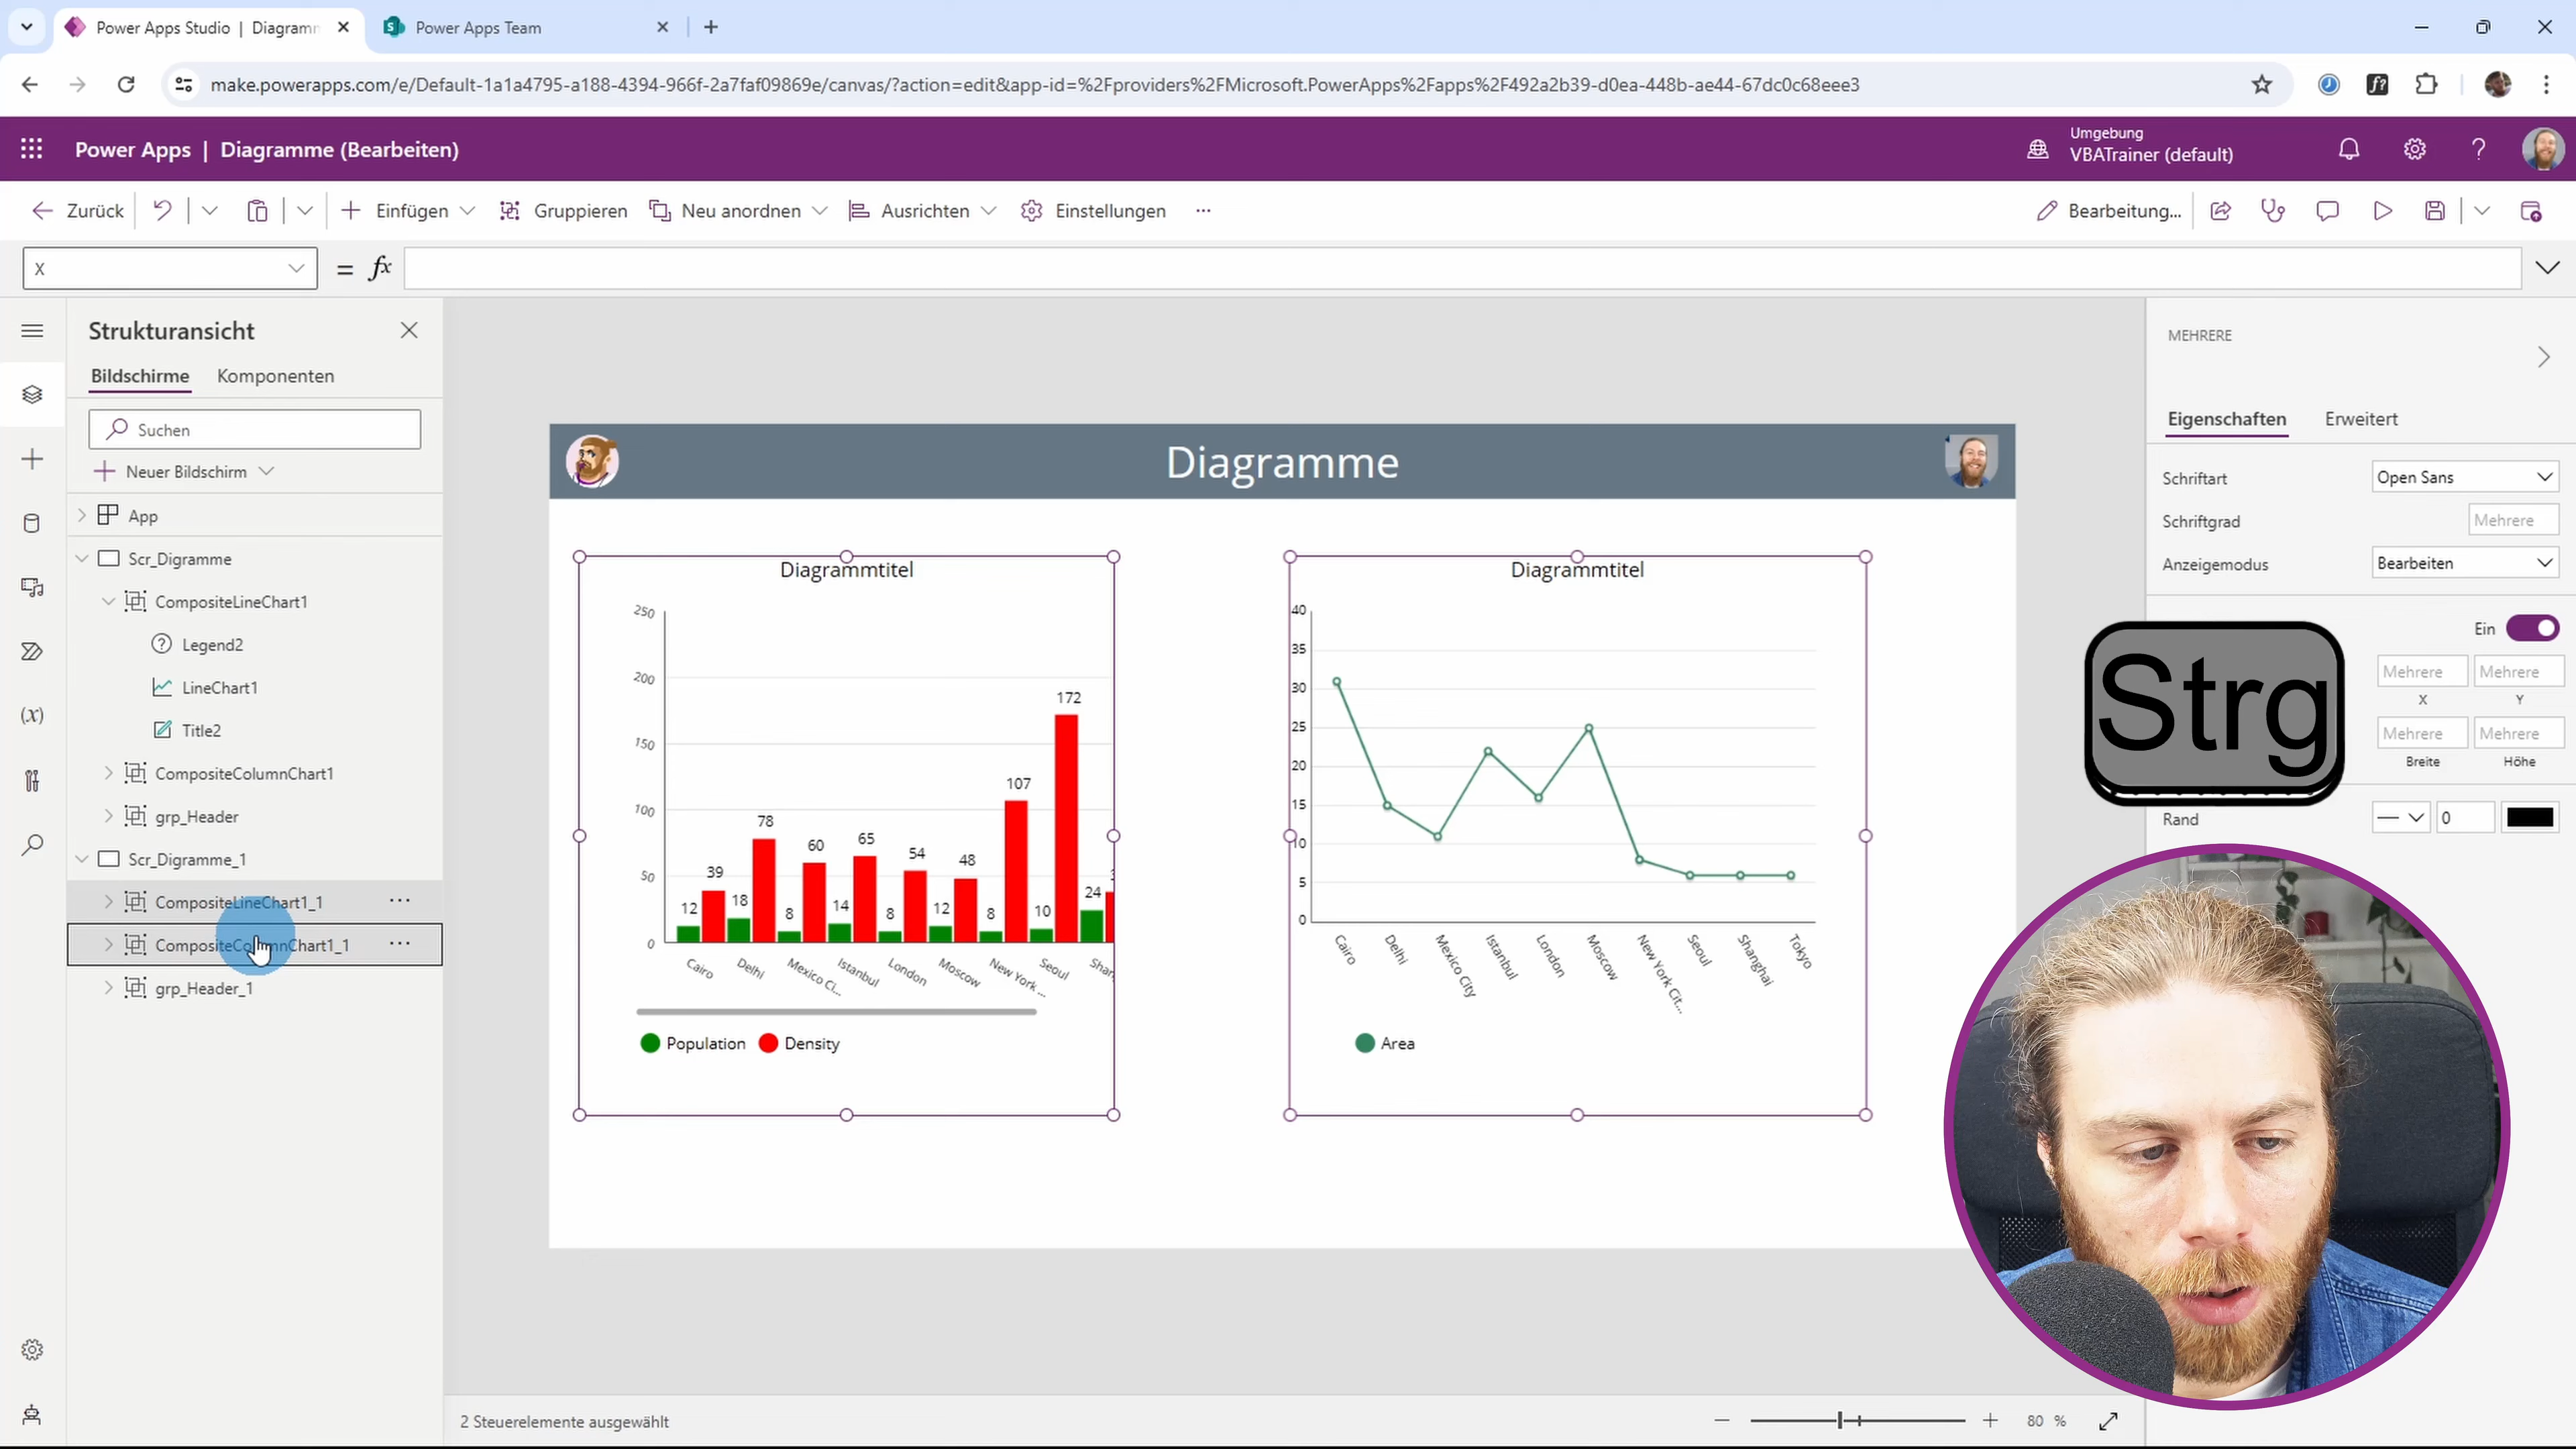 Power Apps Studio | Diagramm
Power Apps Team
make.powerapps.com/e/Default-1a1a4795-a188-4394-966f-2a7faf09869e/canvas/?action=edit&app-id=%2Fproviders%2FMicrosoft.PowerApps%2Fapps%2F492a2b39-d0ea-448b-ae44-67dc0c68eee3
Power Apps | Diagramme (Bearbeiten)
Umgebung
VBATrainer (default)
Zurück
Einfügen
Gruppieren
Neu anordnen
Ausrichten
Einstellungen
...
Bearbeitung...
X
= fx
Strukturansicht
Bildschirme Komponenten
Suchen
Neuer Bildschirm
App
Scr_Digramme
CompositeLineChart1
Legend2
LineChart1
Title2
CompositeColumnChart1
grp_Header
Scr_Digramme_1
CompositeLineChart1_1 ...
CompositeColumnChart1_1 ...
grp_Header_1
Diagramme
Diagrammtitel
250
200
150
100
50
0
12 39 18 78 8 60 14 65 8 54 12 48 8 107 10 172 24
Cairo Delhi Mexico Ci... Istanbul London Moscow New York ... Seoul Shan
Population Density
Diagrammtitel
40
35
30
25
20
15
10
5
0
Cairo Delhi Mexico City Istanbul London Moscow New York Cit... Seoul Shanghai Tokyo
Area
MEHRERE
Eigenschaften Erweitert
Schriftart Open Sans
Schriftgrad Mehrere
Anzeigemodus Bearbeiten
Ein
Mehrere Mehrere
X Y
Mehrere Mehrere
Breite Höhe
Rand 0
Strg
2 Steuerelemente ausgewählt
80 %